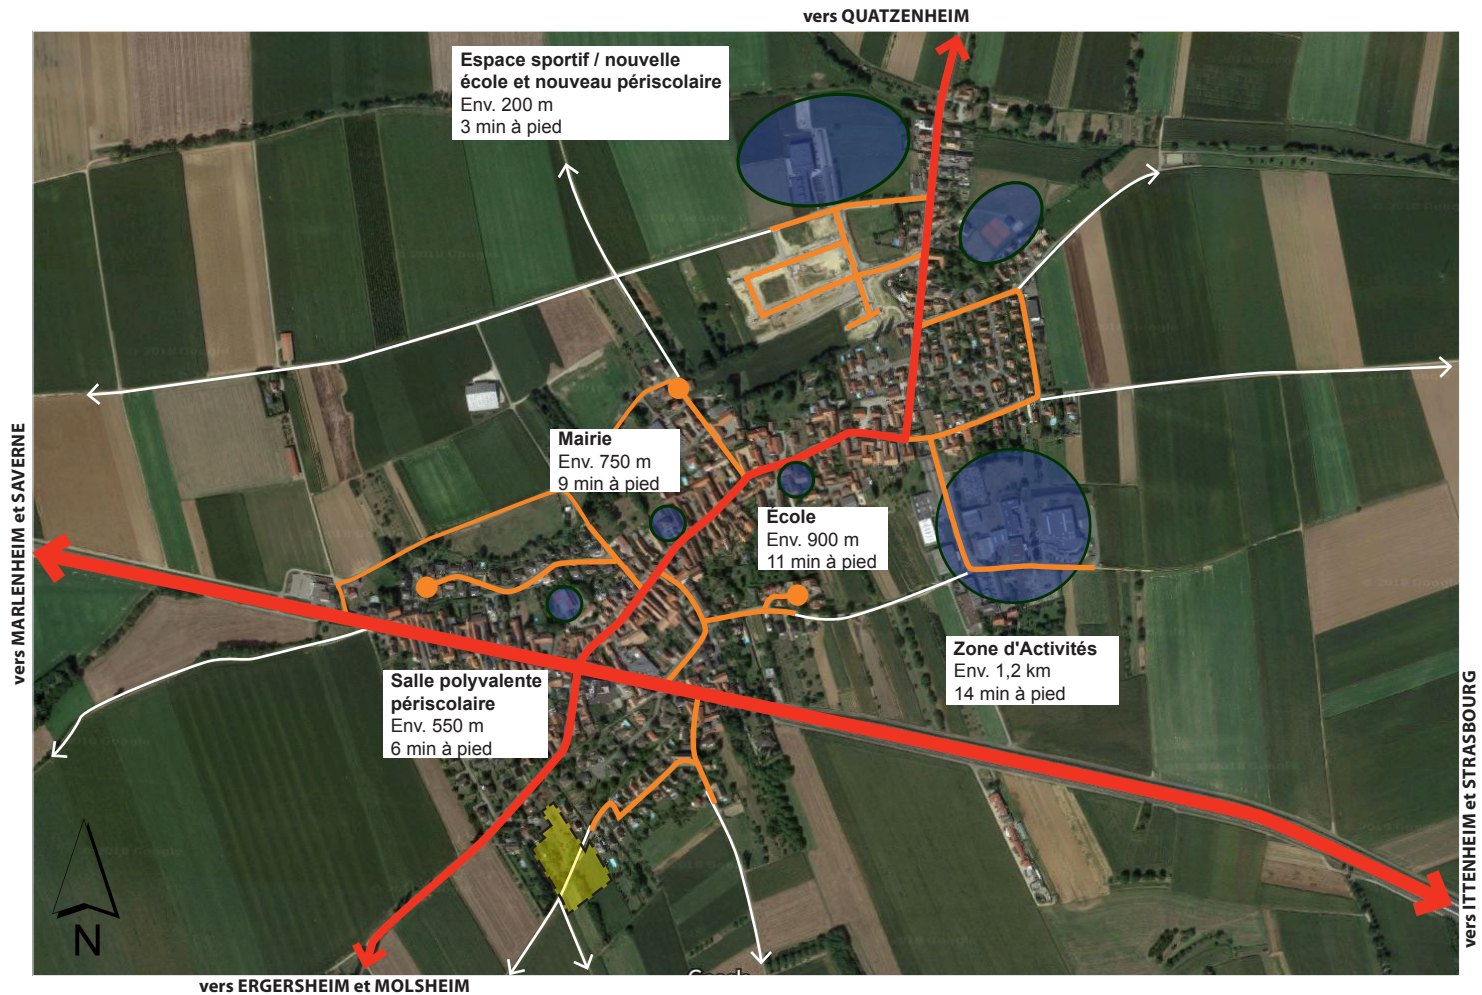 vers QUATZENHEIM
Espace sportif / nouvelle
école et nouveau périscolaire
Env. 200 m
3 min à pied
Mairie
Env. 750 m
9 min à pied
École
Env. 900 m
11 min à pied
vers MARLENHEIM et SAVERNE
Zone d'Activités
Env. 1,2 km
14 min à pied
Salle polyvalente
périscolaire
Env. 550 m
6 min à pied
vers ITTENHEIM et STRASBOURG
N
vers ERGERSHEIM et MOLSHEIM